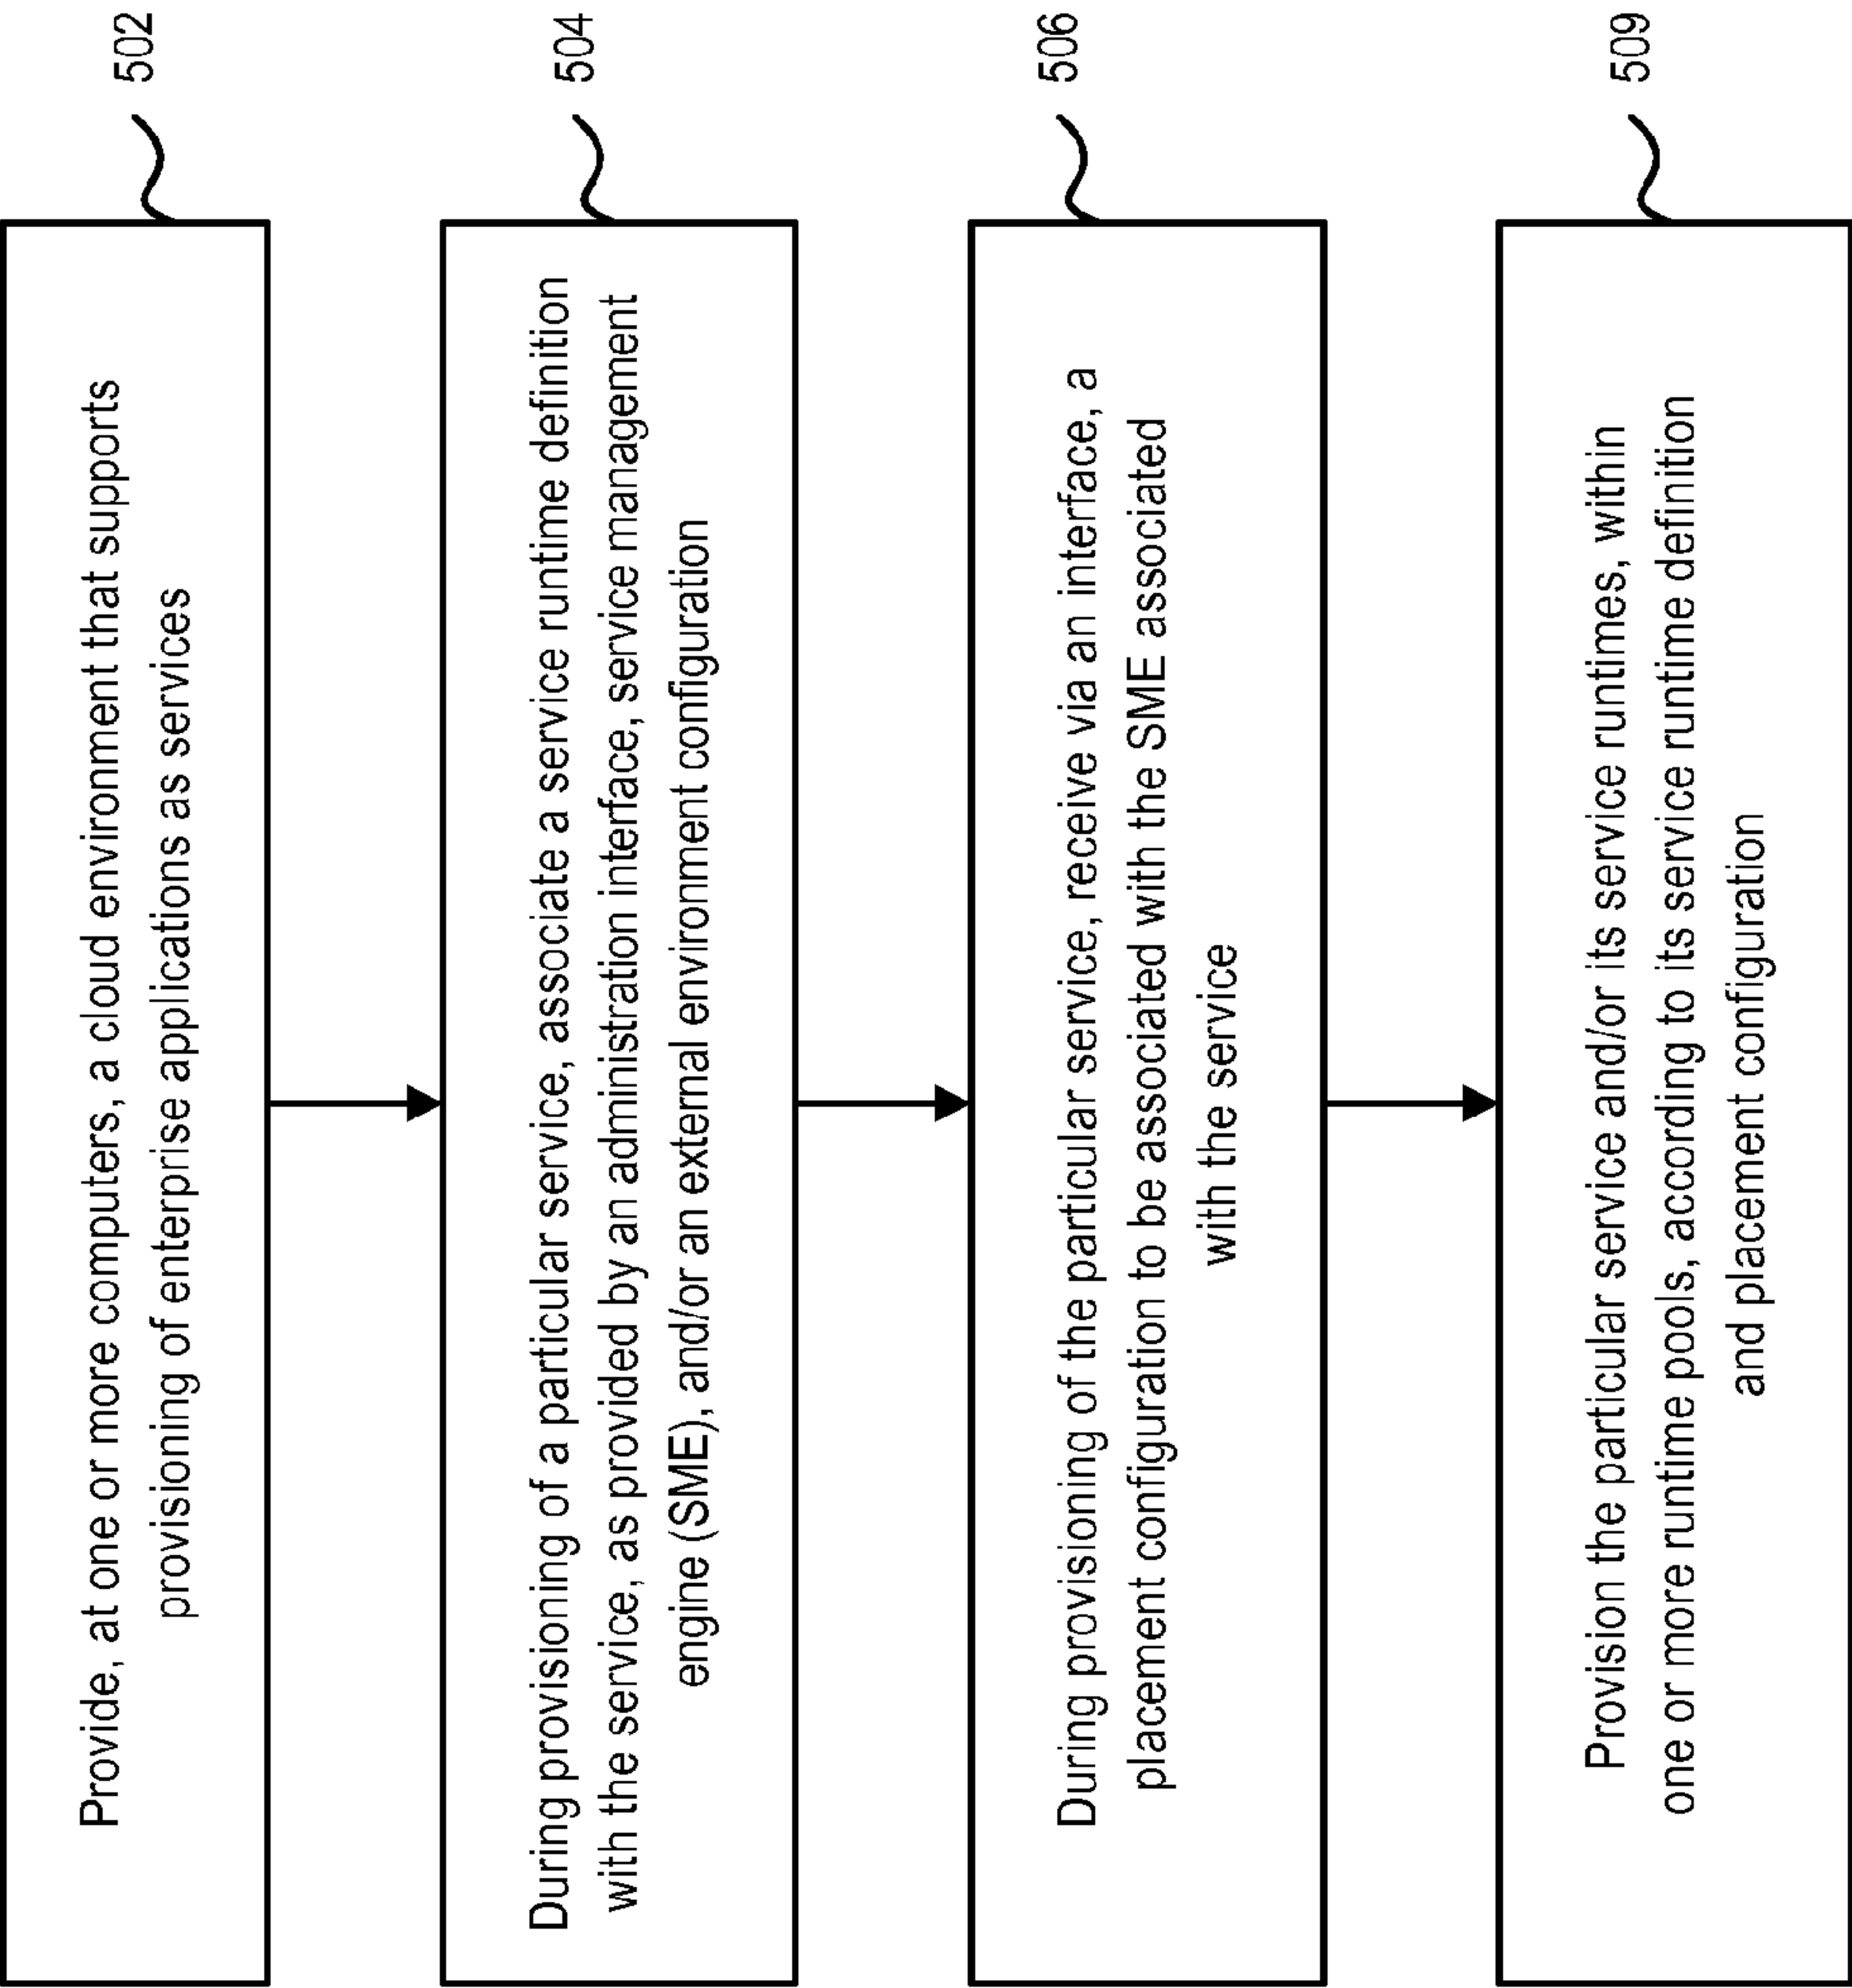 Provide, at one or more computers, a cloud environment that supports
provisioning of enterprise applications as services
502
During provisioning of a particular service, associate a service runtime definition
with the service, as provided by an administration interface, service management
engine (SME), and/or an external environment configuration
504
During provisioning of the particular service, receive via an interface, a
placement configuration to be associated with the SME associated
with the service
506
Provision the particular service and/or its service runtimes, within
one or more runtime pools, according to its service runtime definition
and placement configuration
509